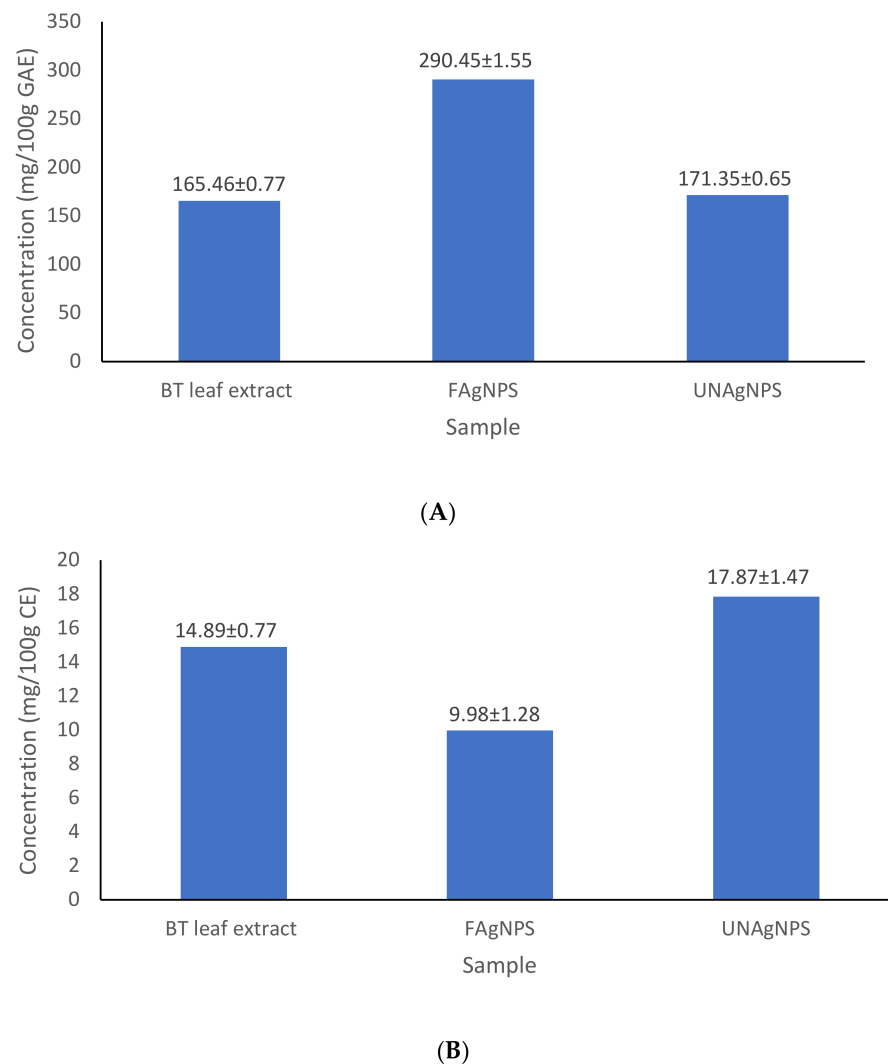 350
300
250
200
150
100
50
0
Concentration (mg/100g GAE)
165.46±0.77
290.45±1.55
171.35±0.65
BT leaf extract
FAgNPS
UNAgNPS
Sample
(A)
20
18
16
14
12
10
8
6
4
2
0
Concentration (mg/100g CE)
14.89±0.77
9.98±1.28
17.87±1.47
BT leaf extract
FAgNPS
UNAgNPS
Sample
(B)